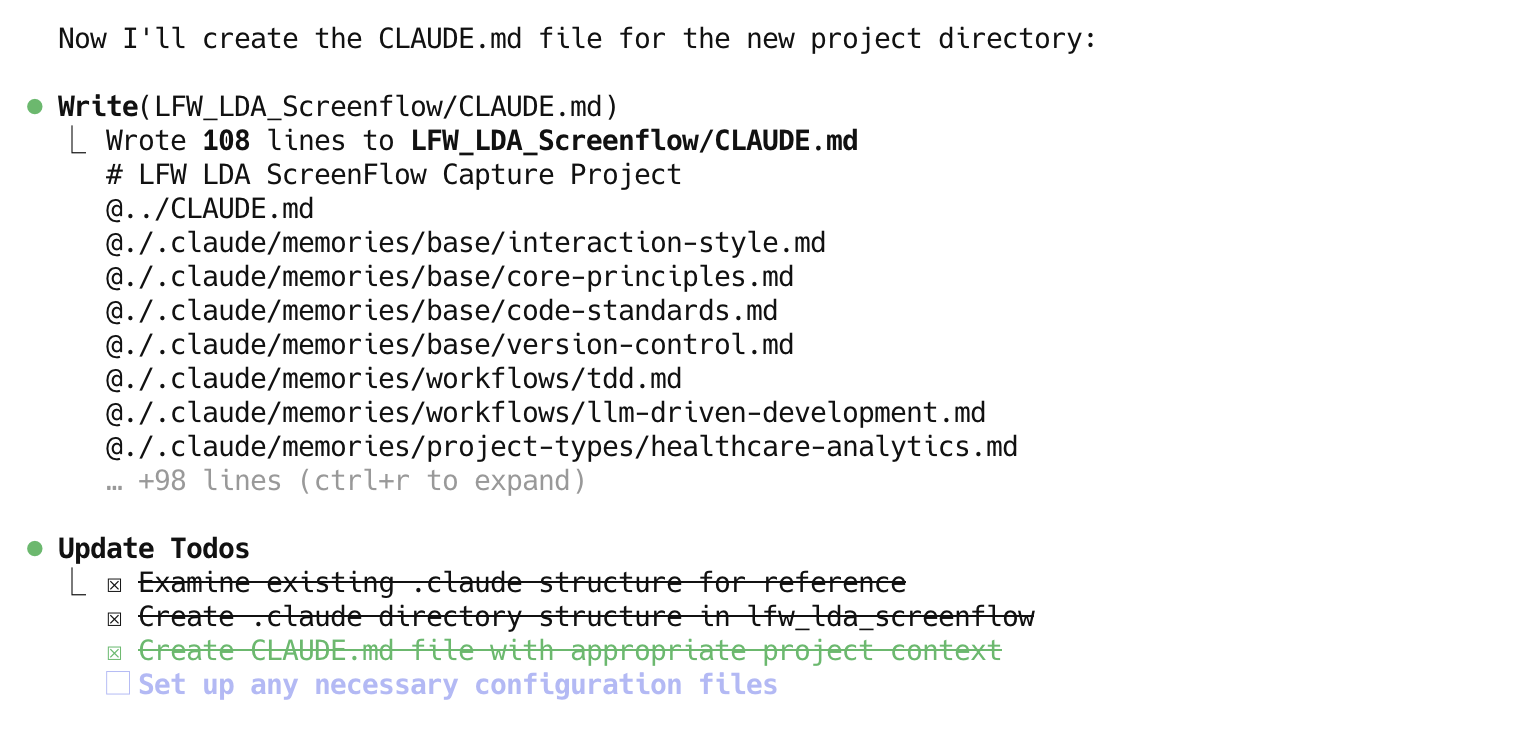 Now I'll create the CLAUDE.md file for the new project directory:
● Write(LFW_LDA_Screenflow/CLAUDE.md)
⎿ Wrote 108 lines to LFW_LDA_Screenflow/CLAUDE.md
# LFW LDA ScreenFlow Capture Project
@../CLAUDE.md
@./.claude/memories/base/interaction-style.md
@./.claude/memories/base/core-principles.md
@./.claude/memories/base/code-standards.md
@./.claude/memories/base/version-control.md
@./.claude/memories/workflows/tdd.md
@./.claude/memories/workflows/llm-driven-development.md
@./.claude/memories/project-types/healthcare-analytics.md
… +98 lines (ctrl+r to expand)
● Update Todos
⎿ ☒ Examine existing .claude structure for reference
☒ Create .claude directory structure in lfw_lda_screenflow
☒ Create CLAUDE.md file with appropriate project context
☐ Set up any necessary configuration files